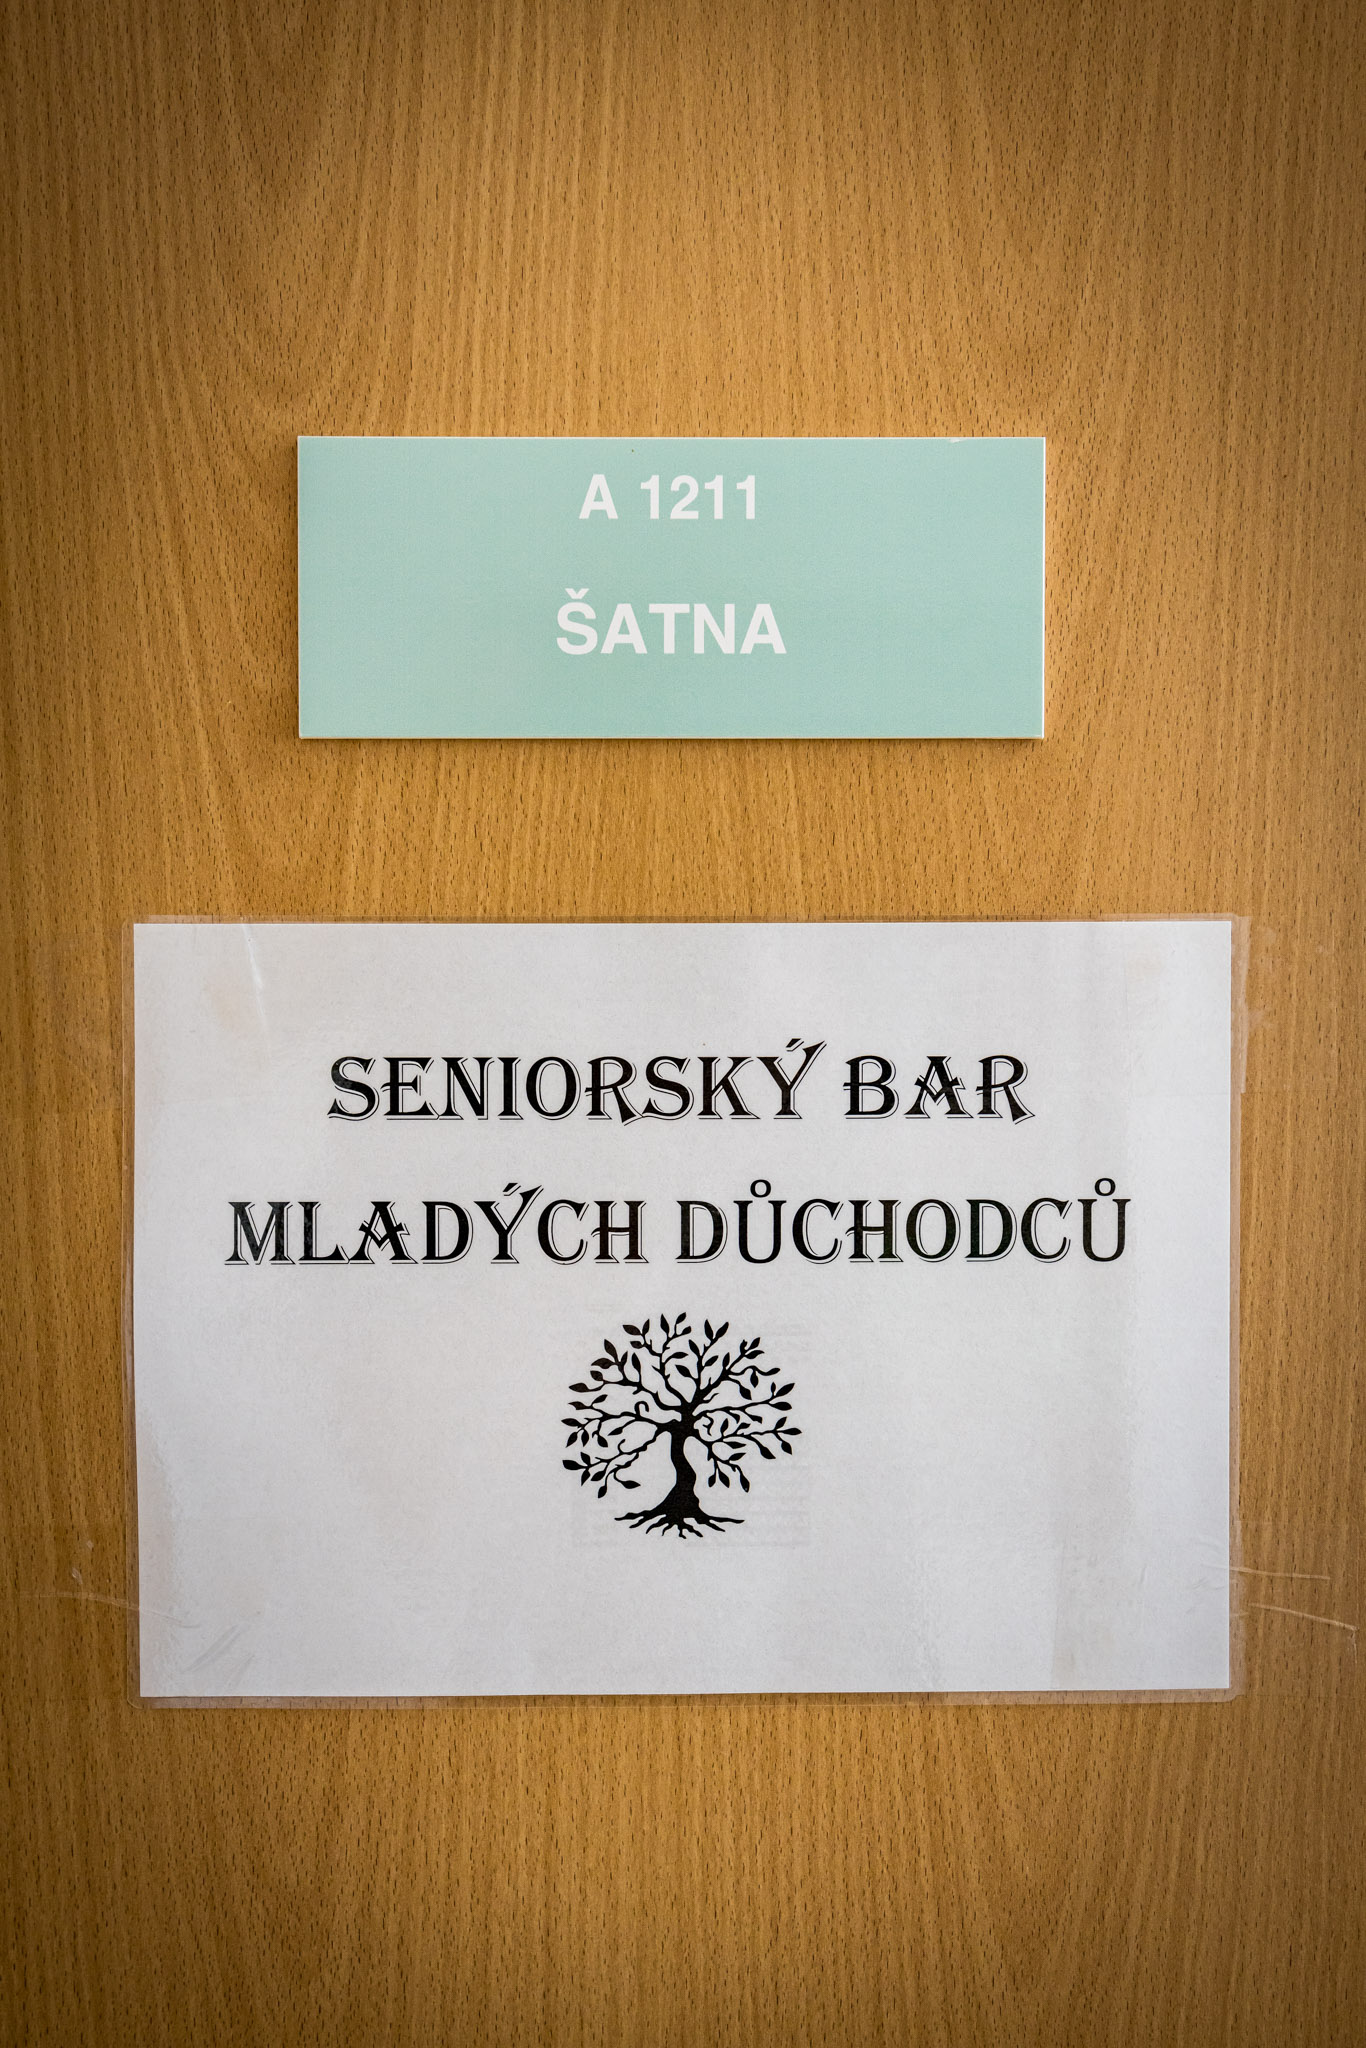 A 1211
ŠATNA
SENIORSKÝ BAR
MLADÝCH DŮCHODCŮ